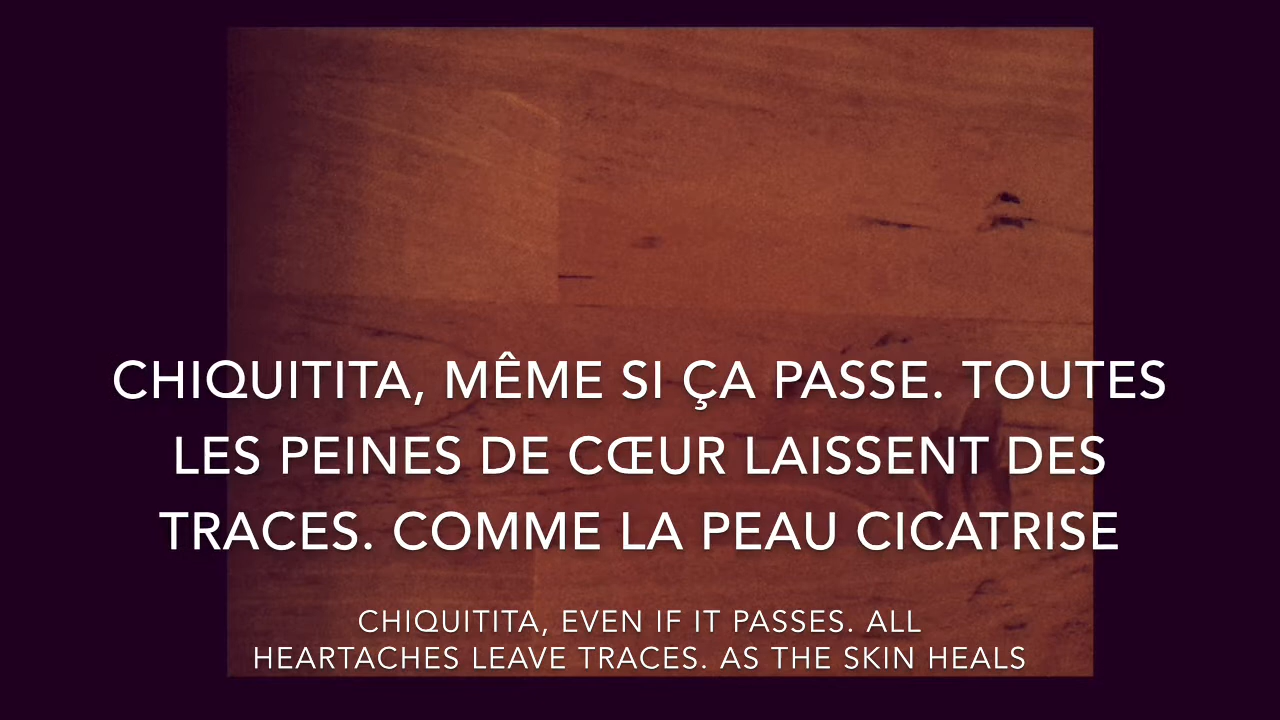 CHIQUITITA, MÊME SI ÇA PASSE. TOUTES
LES PEINES DE CŒUR LAISSENT DES
TRACES. COMME LA PEAU CICATRISE
CHIQUITITA, EVEN IF IT PASSES. ALL
HEARTACHES LEAVE TRACES. AS THE SKIN HEALS